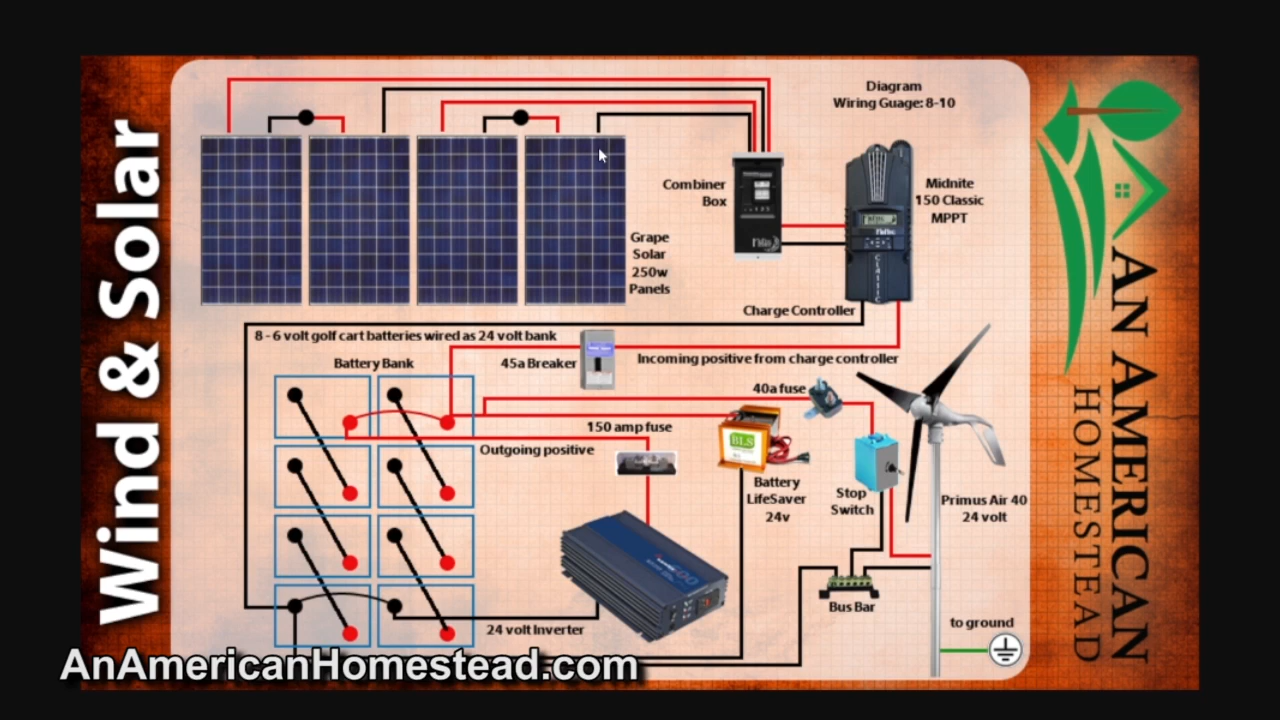 Wind & Solar
Diagram
Wiring Guage: 8-10
Combiner
Box
Midnite
150 Classic
MPPT
Grape
Solar
250w
Panels
CLASSIC
Charge Controller
8 - 6 volt golf cart batteries wired as 24 volt bank
Battery Bank
45a Breaker
Incoming positive from charge controller
40a fuse
150 amp fuse
Outgoing positive
BLS
Battery
LifeSaver
24v
Stop
Switch
Primus Air 40
24 volt
Bus Bar
24 volt Inverter
to ground
AN AMERICAN
HOMESTEAD
AnAmericanHomestead.com